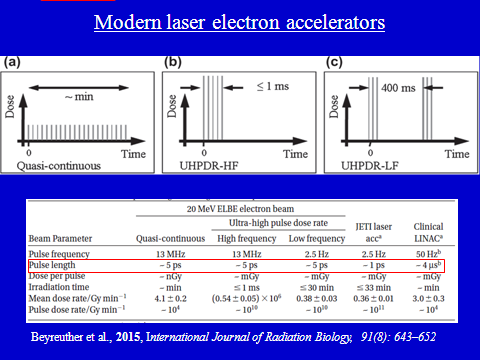 Modern laser electron accelerators
(a) (b) (c)
~ min ≤ 1 ms 400 ms
Dose Dose Dose
0 Time 0 Time 0 Time
Quasi-continuous UHPDR-HF UHPDR-LF
20 MeV ELBE electron beam
Ultra-high pulse dose rate JETI laser Clinical
Beam Parameter Quasi-continuous High frequency Low frequency accᵃ LINACᵃ
Pulse frequency 13 MHz 13 MHz 2.5 Hz 2.5 Hz 50 Hzᵇ
Pulse length ~ 5 ps ~ 5 ps ~ 5 ps ~ 1 ps ~ 4 μsᵇ
Dose per pulse ~ nGy ~ mGy ~ mGy ~ mGy ~ mGy
Irradiation time ~ min ≤ 1 ms ≤ 30 min ≤ 33 min ~ min
Mean dose rate/Gy min⁻¹ 4.1 ± 0.2 (0.54 ± 0.05) × 10⁶ 0.38 ± 0.03 0.36 ± 0.01 3.0 ± 0.3
Pulse dose rate/Gy min⁻¹ ~ 10⁴ ~ 10¹⁰ ~ 10¹⁰ ~ 10¹¹ ~ 10⁴
Beyreuther et al., 2015, International Journal of Radiation Biology, 91(8): 643–652